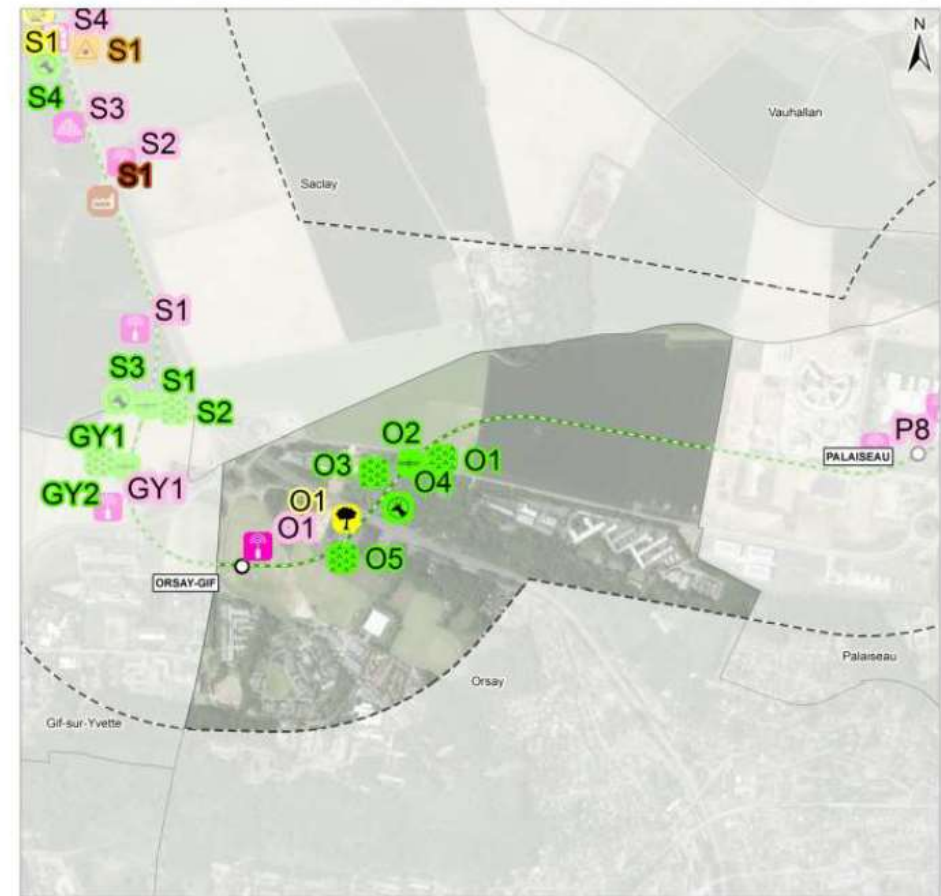 S4
N
S1
S1
S4
S3
Vauhallan
S2
S1
Saclay
S1
S3
S1
S2
O2
P8
GY1
O3
O1
PALAISEAU
O4
GY2
GY1
O1
O1
O5
ORSAY-GIF
Palaiseau
Orsay
Gif-sur-Yvette